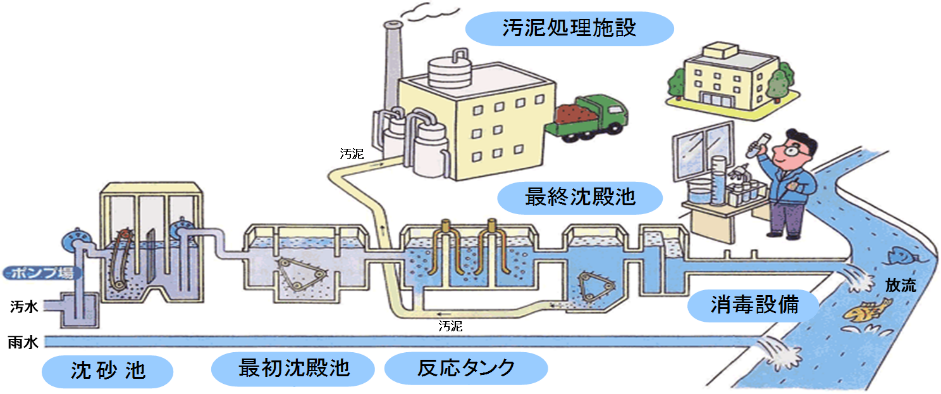 汚泥処理施設
汚泥
最終沈殿池
ポンプ場
汚水
雨水
汚泥
消毒設備
放流
沈砂池
最初沈殿池
反応タンク